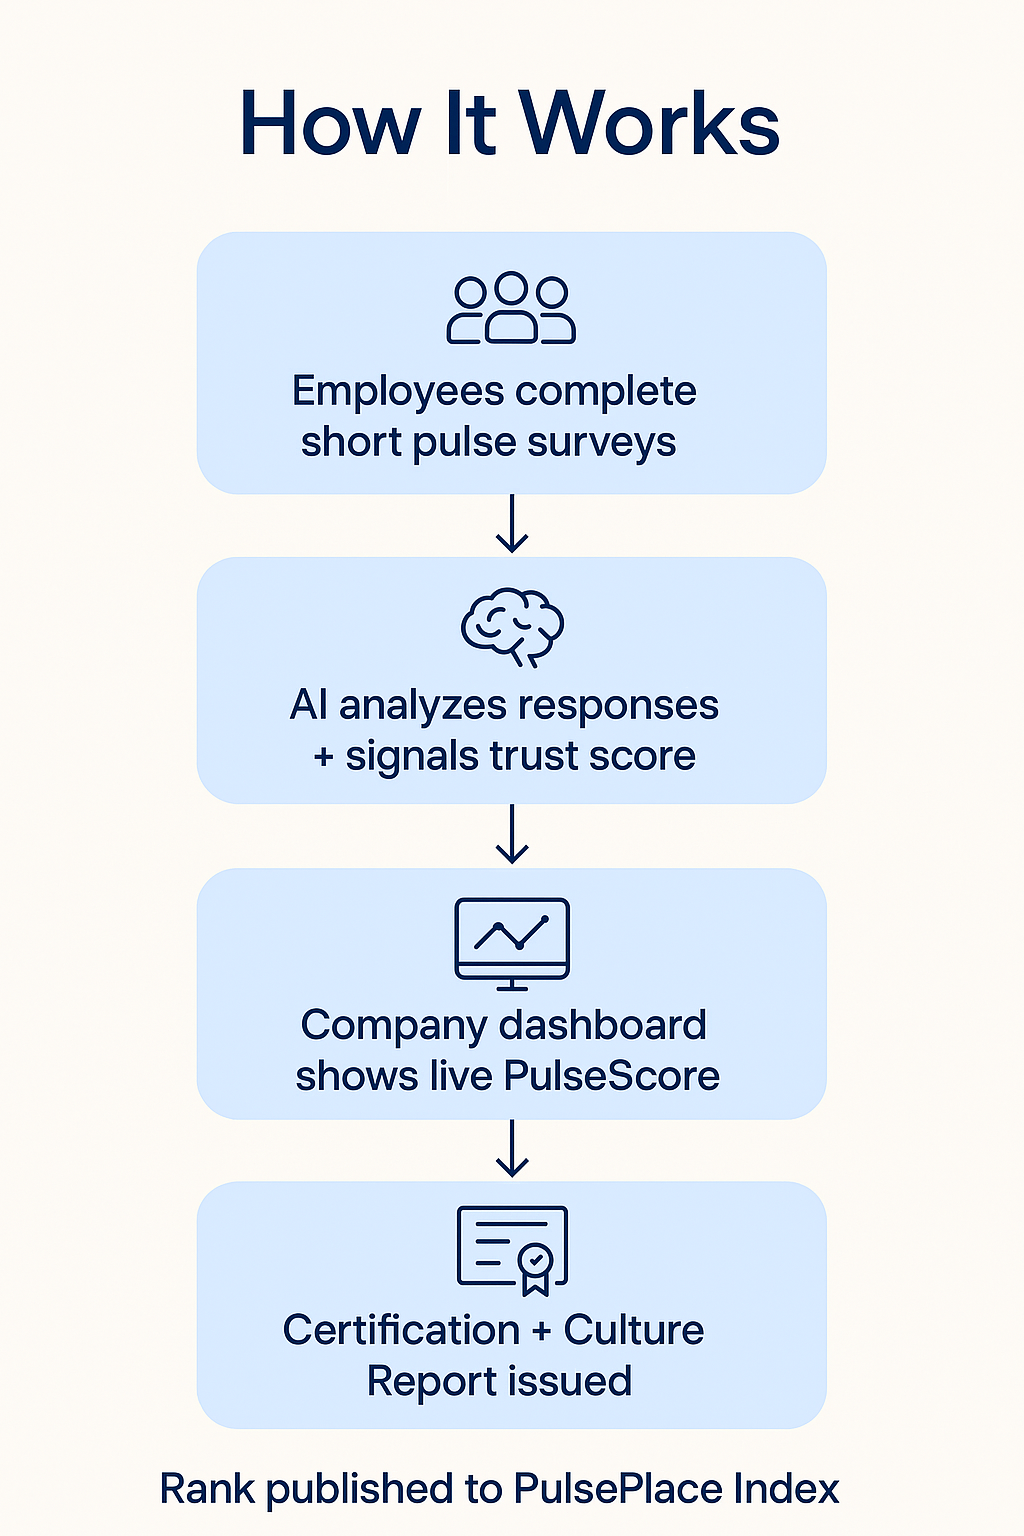 How It Works
Employees complete
short pulse surveys
AI analyzes responses
+ signals trust score
Company dashboard
shows live PulseScore
Certification + Culture
Report issued
Rank published to PulsePlace Index